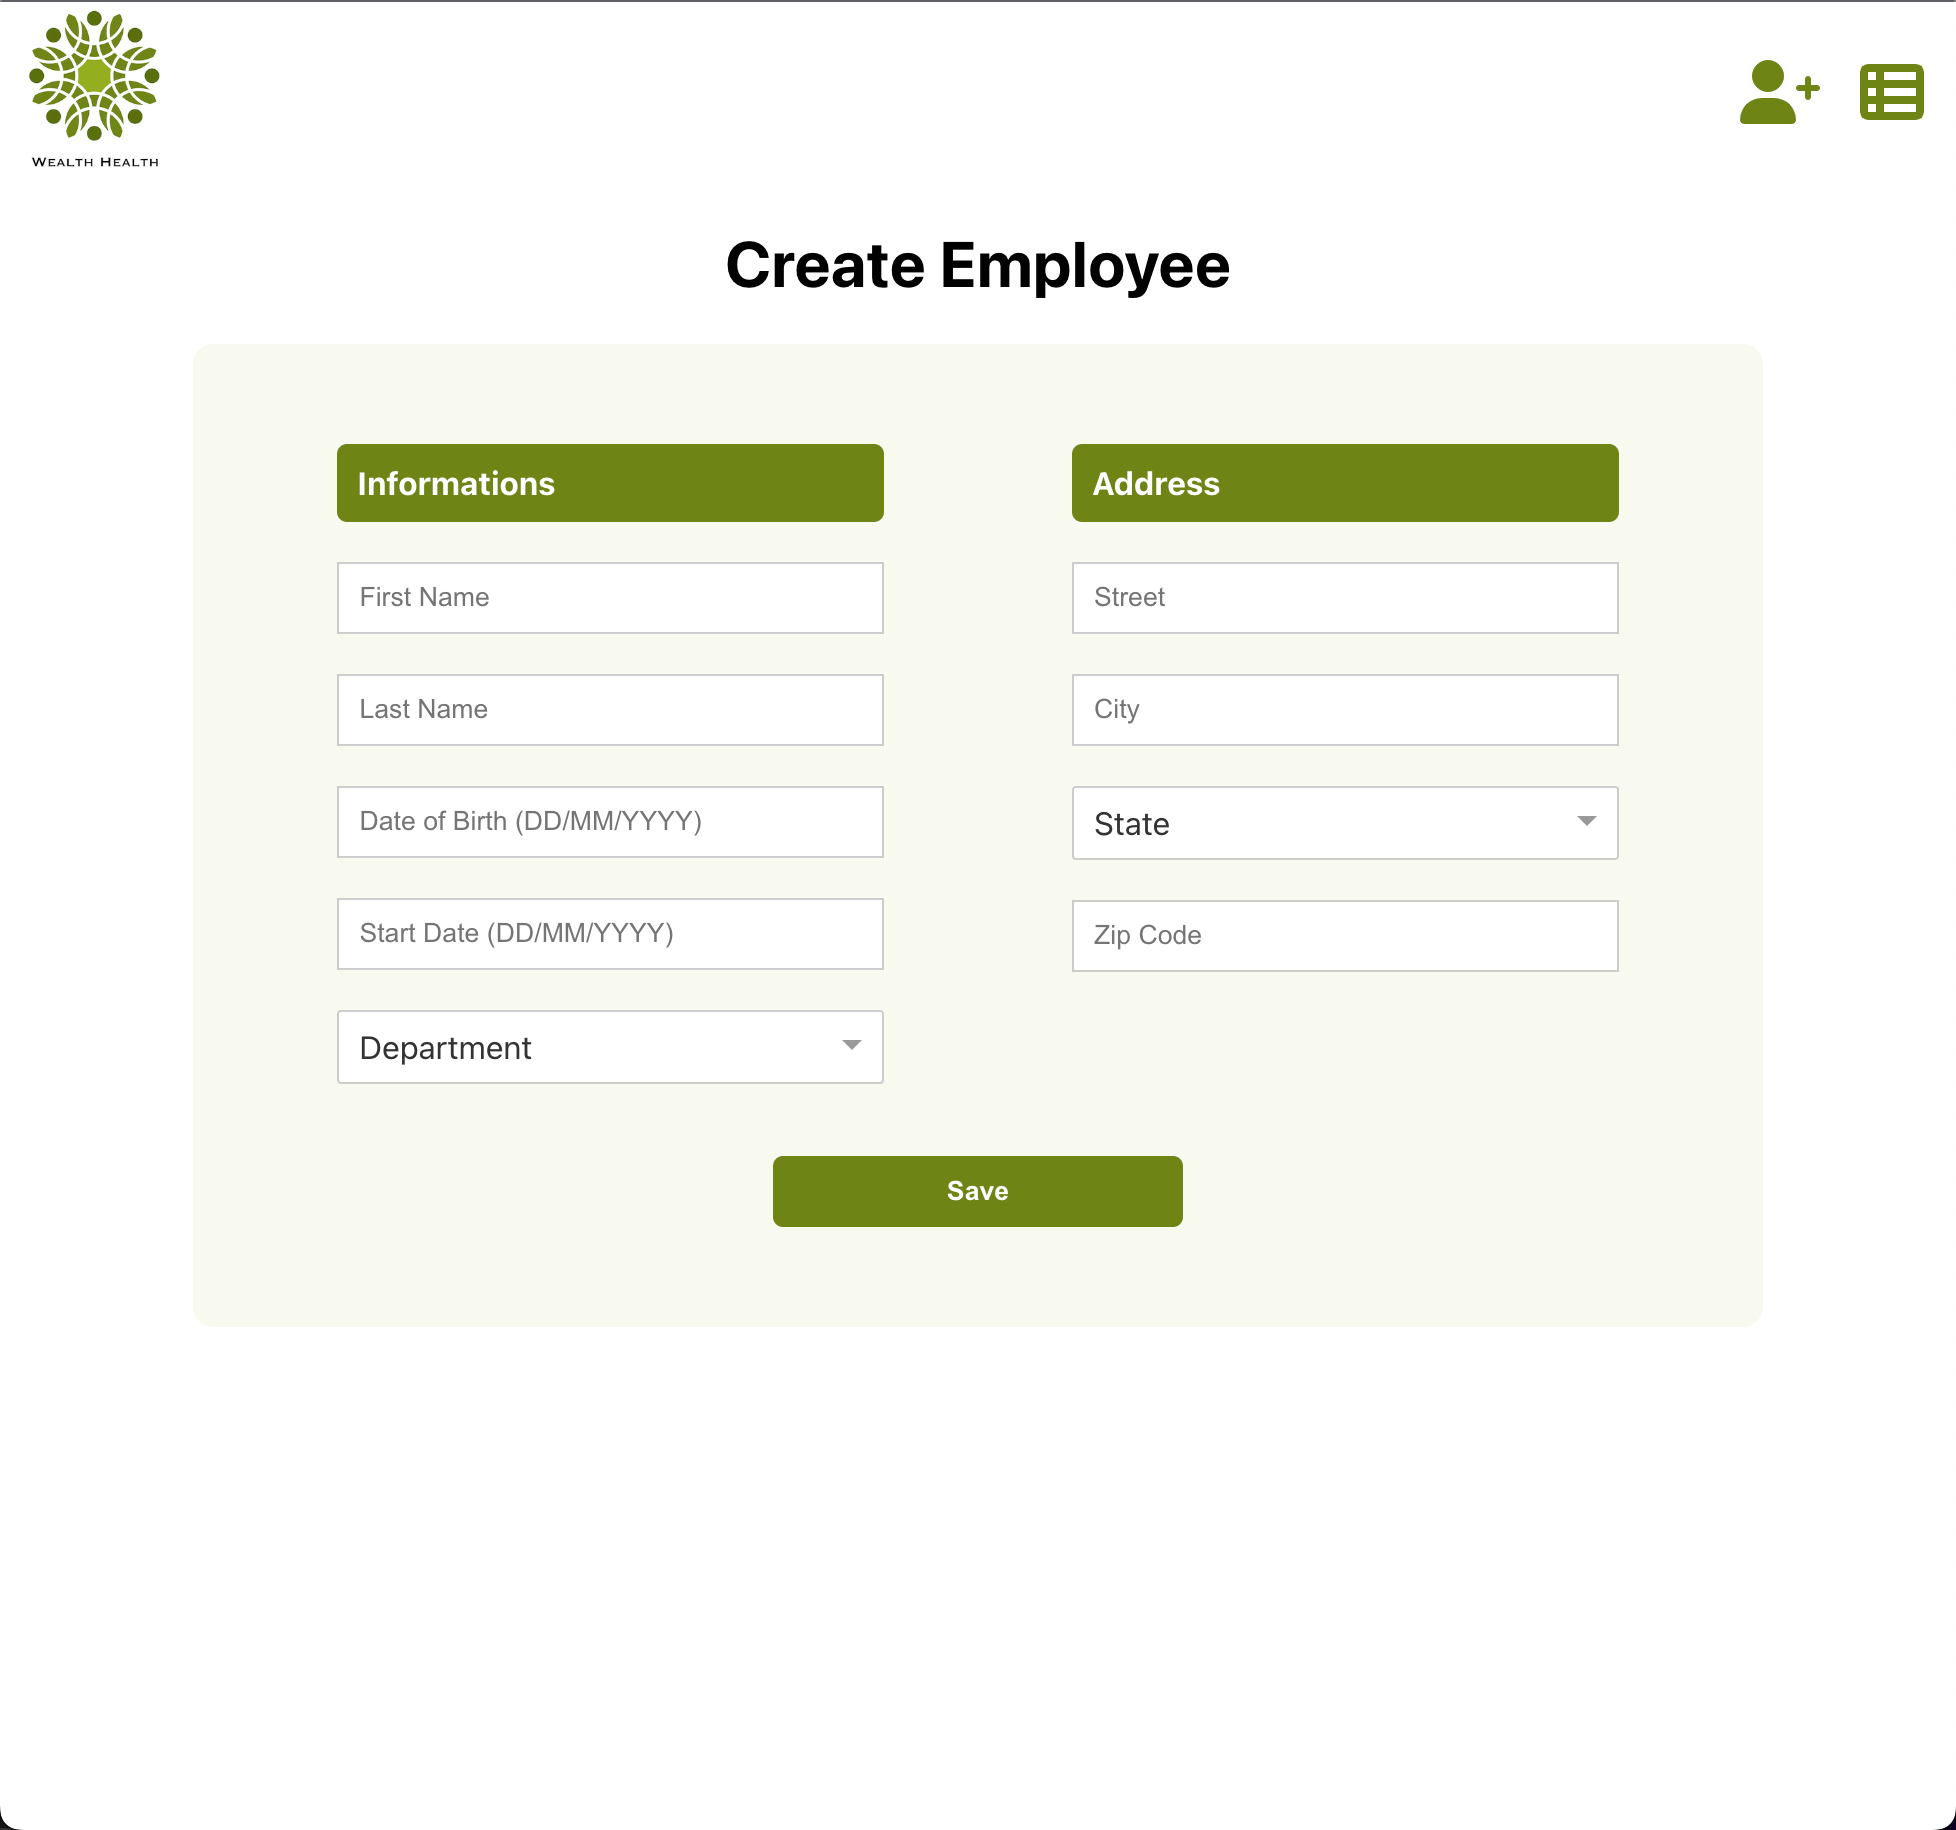 WEALTH HEALTH
Create Employee
Informations
First Name
Last Name
Date of Birth (DD/MM/YYYY)
Start Date (DD/MM/YYYY)
Department
Address
Street
City
State
Zip Code
Save